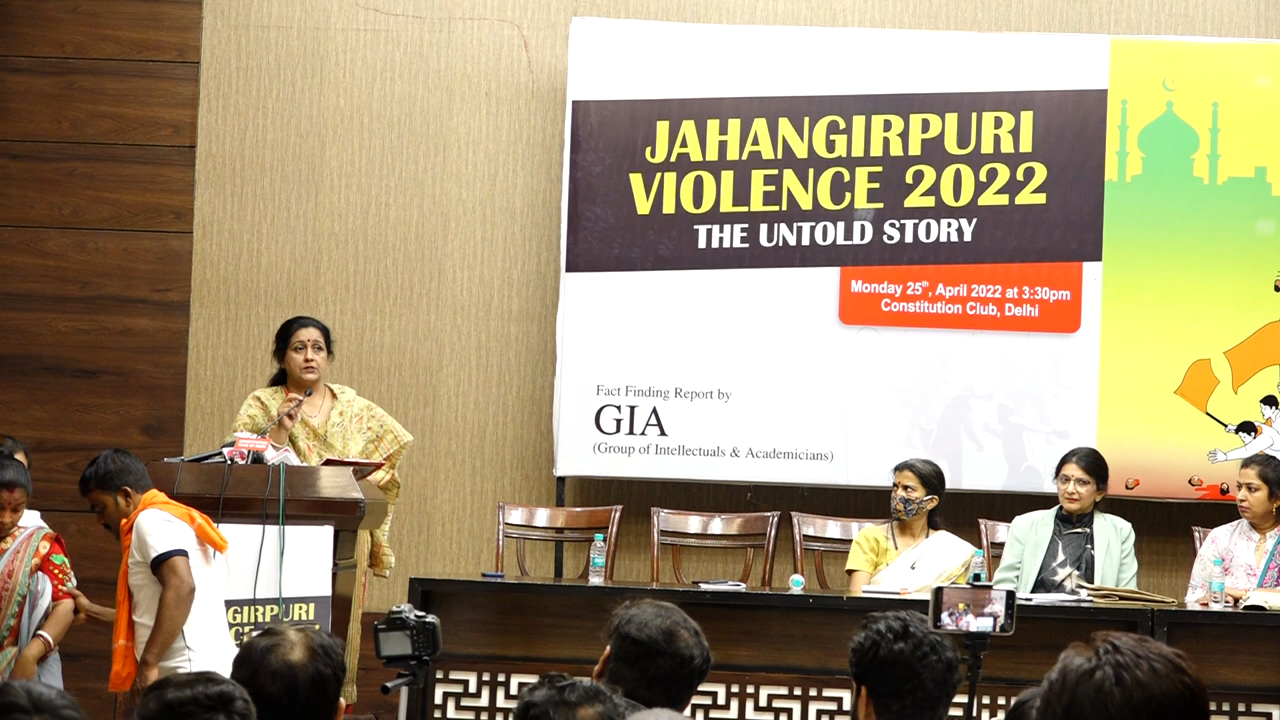 JAHANGIRPURI
VIOLENCE 2022
THE UNTOLD STORY
Monday 25th, April 2022 at 3:30pm
Constitution Club, Delhi
Fact Finding Report by
GIA
(Group of Intellectuals & Academicians)
GIRPURI